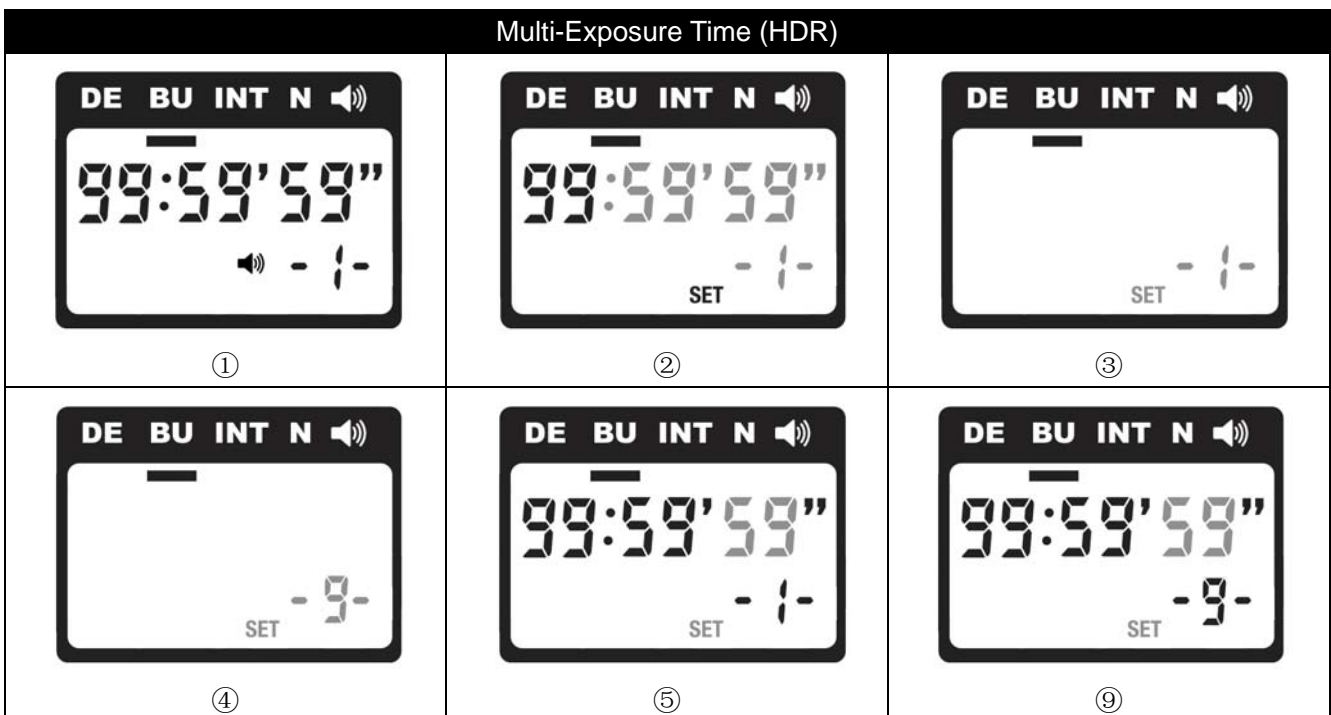 Multi-Exposure Time (HDR)
DE BU INT N
99:59'59"
-1-
①
DE BU INT N
99:59'59"
-1-
SET
②
DE BU INT N
-1-
SET
③
DE BU INT N
-9-
SET
④
DE BU INT N
99:59'59"
-1-
SET
⑤
DE BU INT N
99:59'59"
-9-
SET
⑨